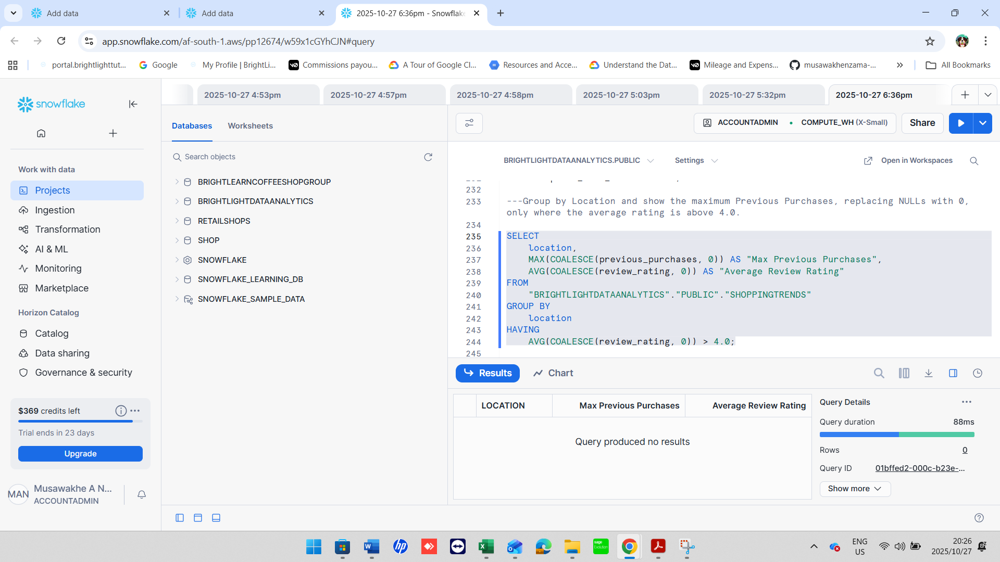 Add data
Add data
2025-10-27 6:36pm - Snowflake
app.snowflake.com/af-south-1.aws/pp12674/w59x1cGYhCJN#query
portal.brightlighttut...
Google
My Profile | BrightLi...
Commissions payou...
A Tour of Google Cl...
Resources and Acce...
Understand the Dat...
Mileage and Expens...
musawakhenzama-...
All Bookmarks
snowflake
2025-10-27 4:53pm
2025-10-27 4:57pm
2025-10-27 4:58pm
2025-10-27 5:03pm
2025-10-27 5:32pm
2025-10-27 6:36pm
Work with data
Projects
Ingestion
Transformation
AI & ML
Monitoring
Marketplace
Horizon Catalog
Catalog
Data sharing
Governance & security
$369 credits left
Trial ends in 23 days
Upgrade
MAN
Musawakhe A N...
ACCOUNTADMIN
Databases
Worksheets
Search objects
BRIGHTLEARNCOFFEESHOPGROUP
BRIGHTLIGHTDATAANALYTICS
RETAILSHOPS
SHOP
SNOWFLAKE
SNOWFLAKE_LEARNING_DB
SNOWFLAKE_SAMPLE_DATA
ACCOUNTADMIN
COMPUTE_WH (X-Small)
Share
BRIGHTLIGHTDATAANALYTICS.PUBLIC
Settings
Open in Workspaces
232
233 ---Group by Location and show the maximum Previous Purchases, replacing NULLs with 0,
only where the average rating is above 4.0.
234
235 SELECT
236 location,
237 MAX(COALESCE(previous_purchases, 0)) AS "Max Previous Purchases",
238 AVG(COALESCE(review_rating, 0)) AS "Average Review Rating"
239 FROM
240 "BRIGHTLIGHTDATAANALYTICS"."PUBLIC"."SHOPPINGTRENDS"
241 GROUP BY
242 location
243 HAVING
244 AVG(COALESCE(review_rating, 0)) > 4.0;
245
Results
Chart
LOCATION
Max Previous Purchases
Average Review Rating
Query produced no results
Query Details
Query duration 88ms
Rows 0
Query ID 01bffed2-000c-b23e-...
Show more
sage
Evolution
ENG
US
20:26
2025/10/27